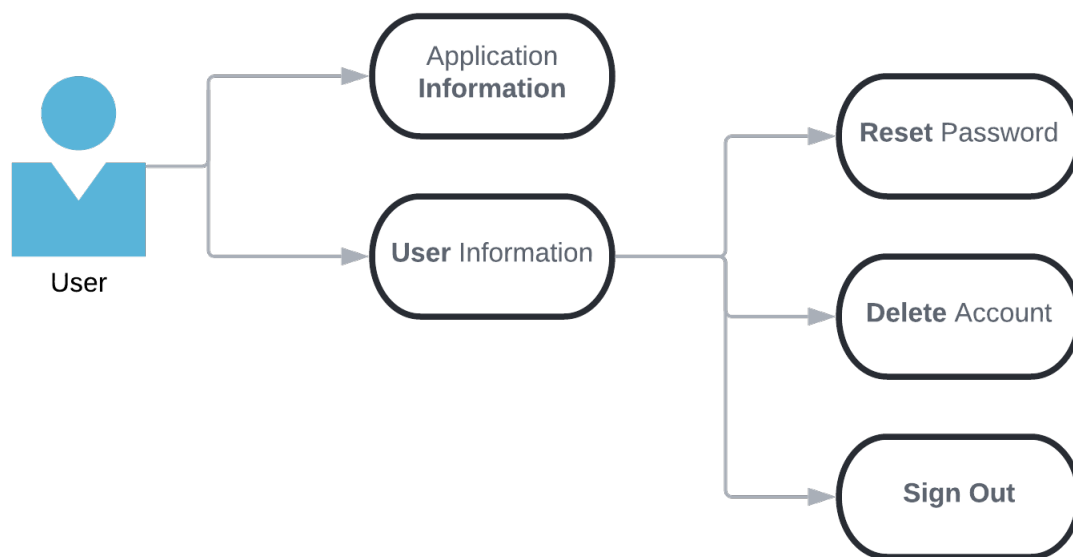 Application
Information
Reset Password
User Information
User
Delete Account
Sign Out